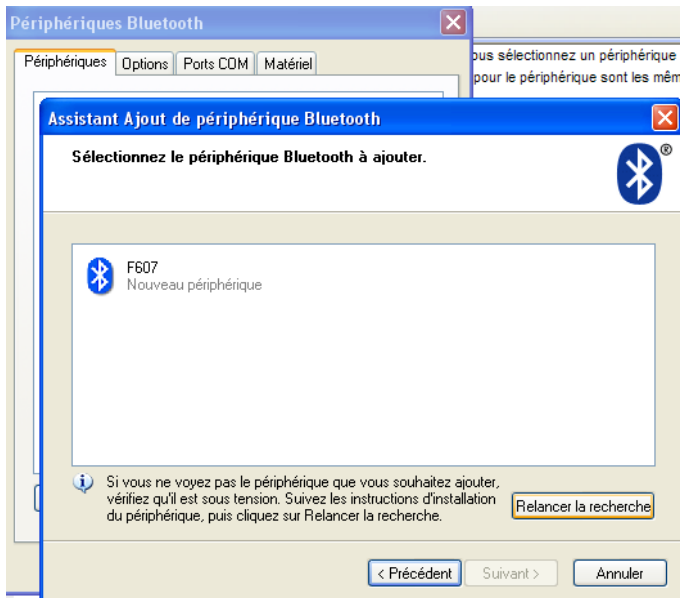 Périphériques Bluetooth
Périphériques Options Ports COM Matériel
ous sélectionnez un périphérique
pour le périphérique sont les mêm
Assistant Ajout de périphérique Bluetooth
Sélectionnez le périphérique Bluetooth à ajouter.
®
F607
Nouveau périphérique
Si vous ne voyez pas le périphérique que vous souhaitez ajouter,
vérifiez qu'il est sous tension. Suivez les instructions d'installation
du périphérique, puis cliquez sur Relancer la recherche.
Relancer la recherche
< Précédent Suivant > Annuler